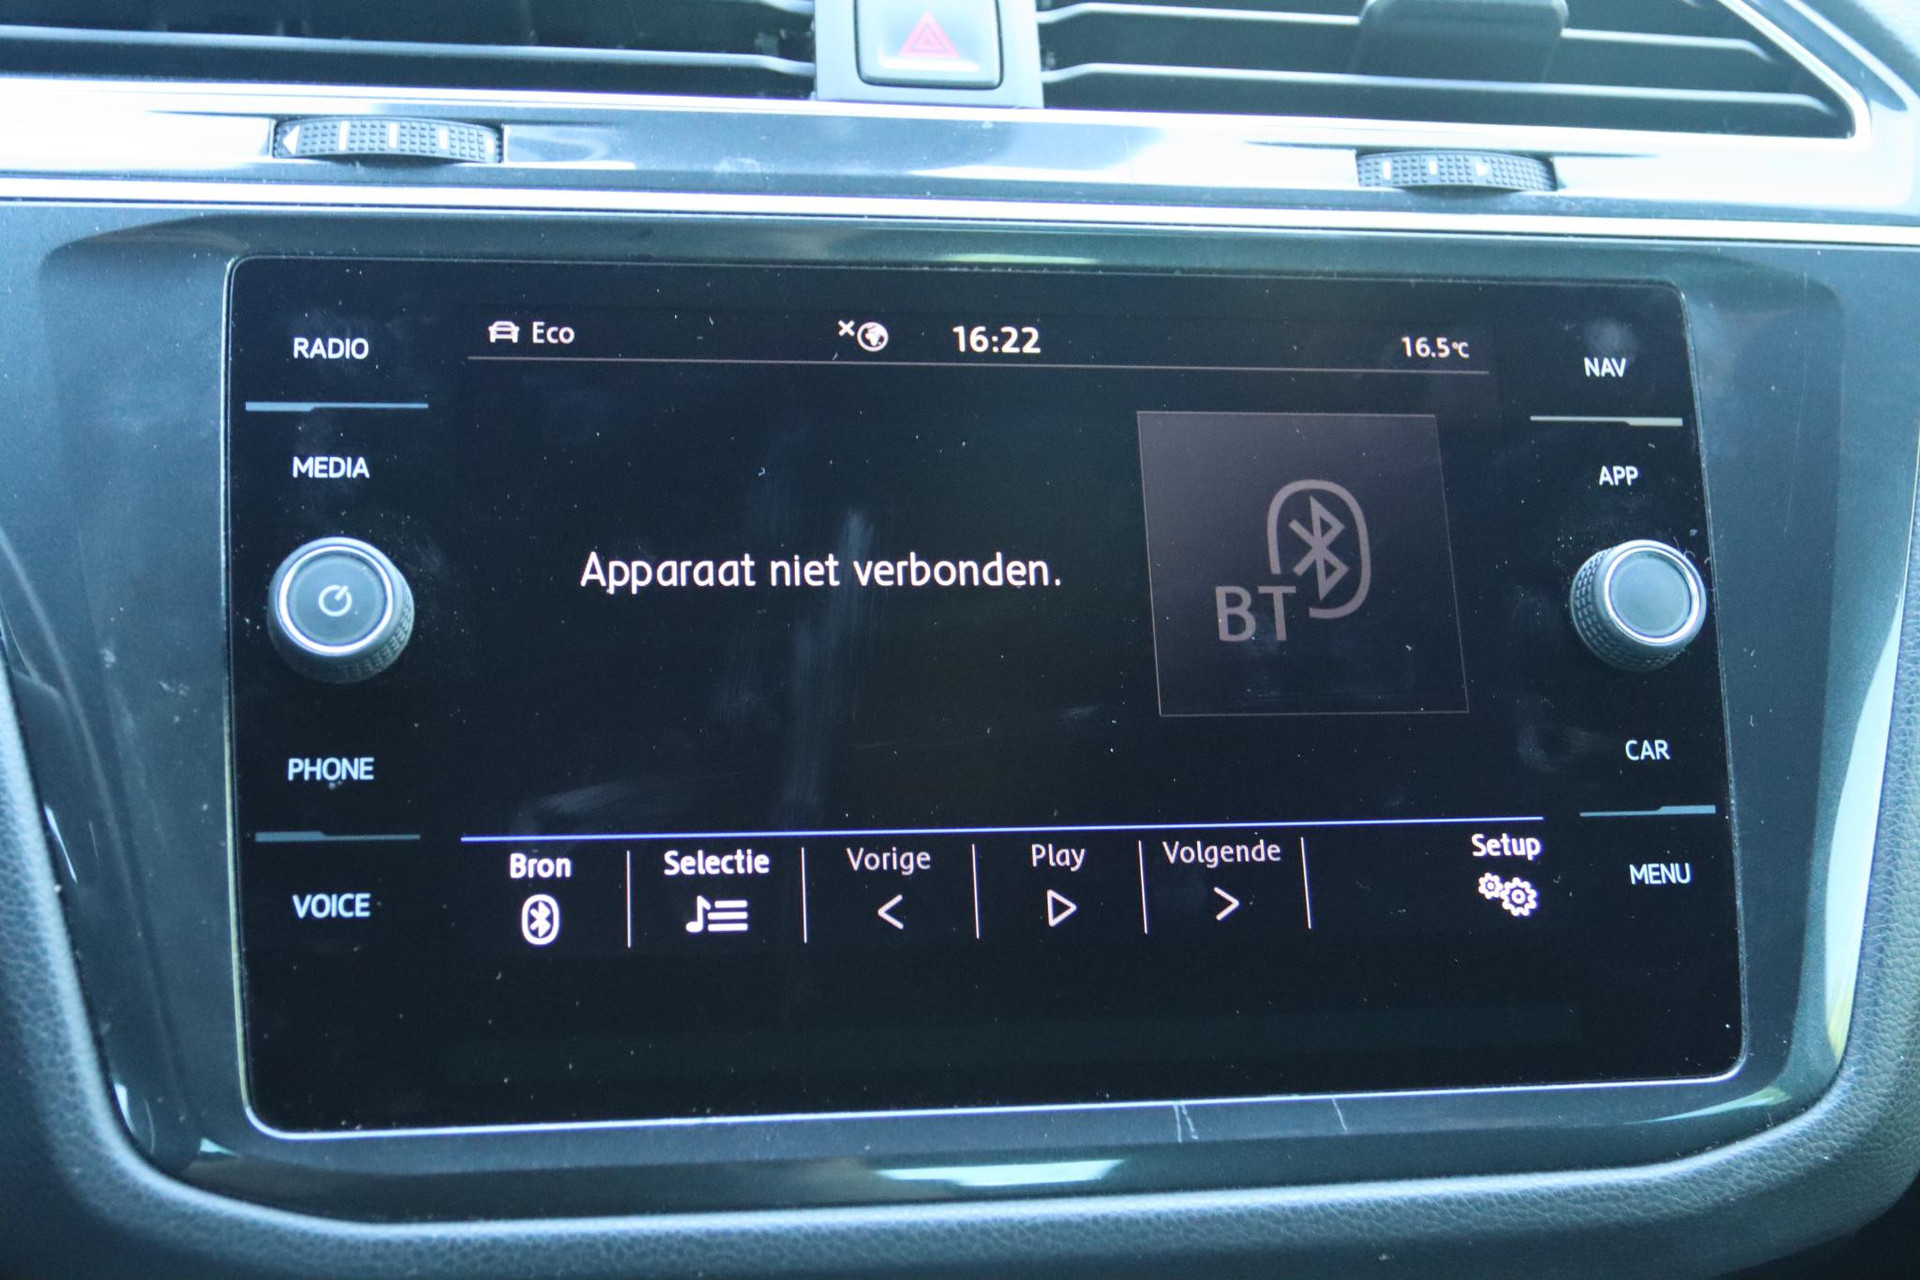 RADIO
MEDIA
PHONE
VOICE
Eco
16:22
16.5°C
Apparaat niet verbonden.
BT
Bron
Selectie
Vorige
Play
Volgende
Setup
NAV
APP
CAR
MENU